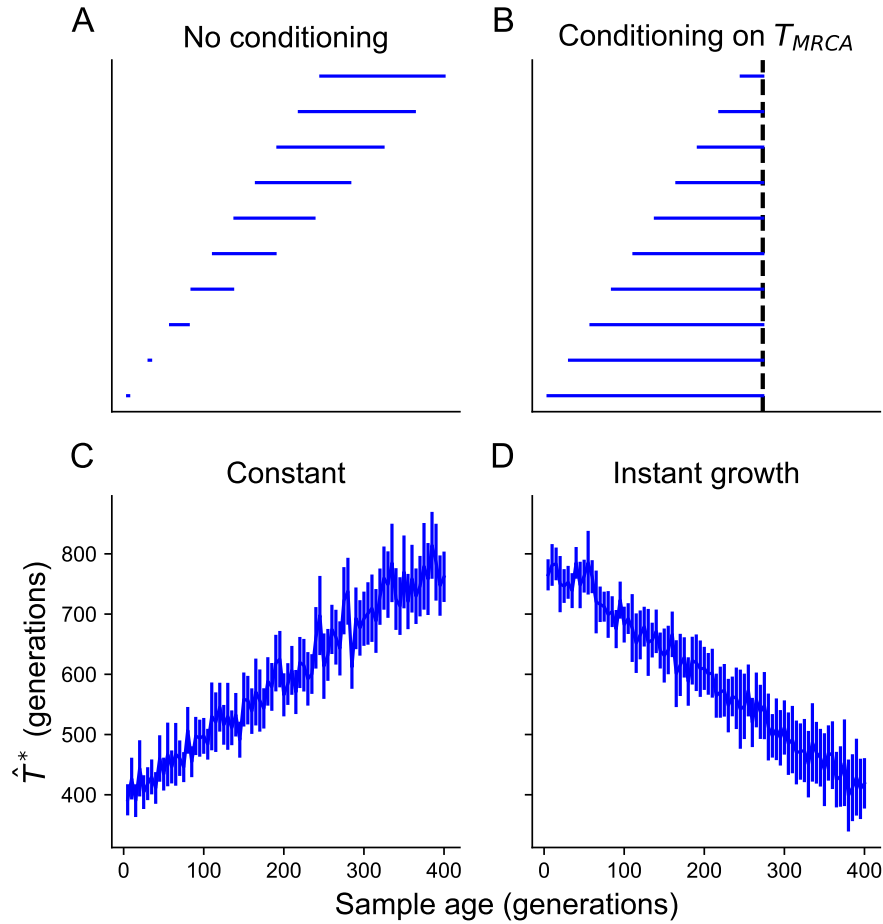 A
No conditioning
B
Conditioning on T_MRCA
C
Constant
D
Instant growth
T̂* (generations)
800
700
600
500
400
0 100 200 300 400
0 100 200 300 400
Sample age (generations)